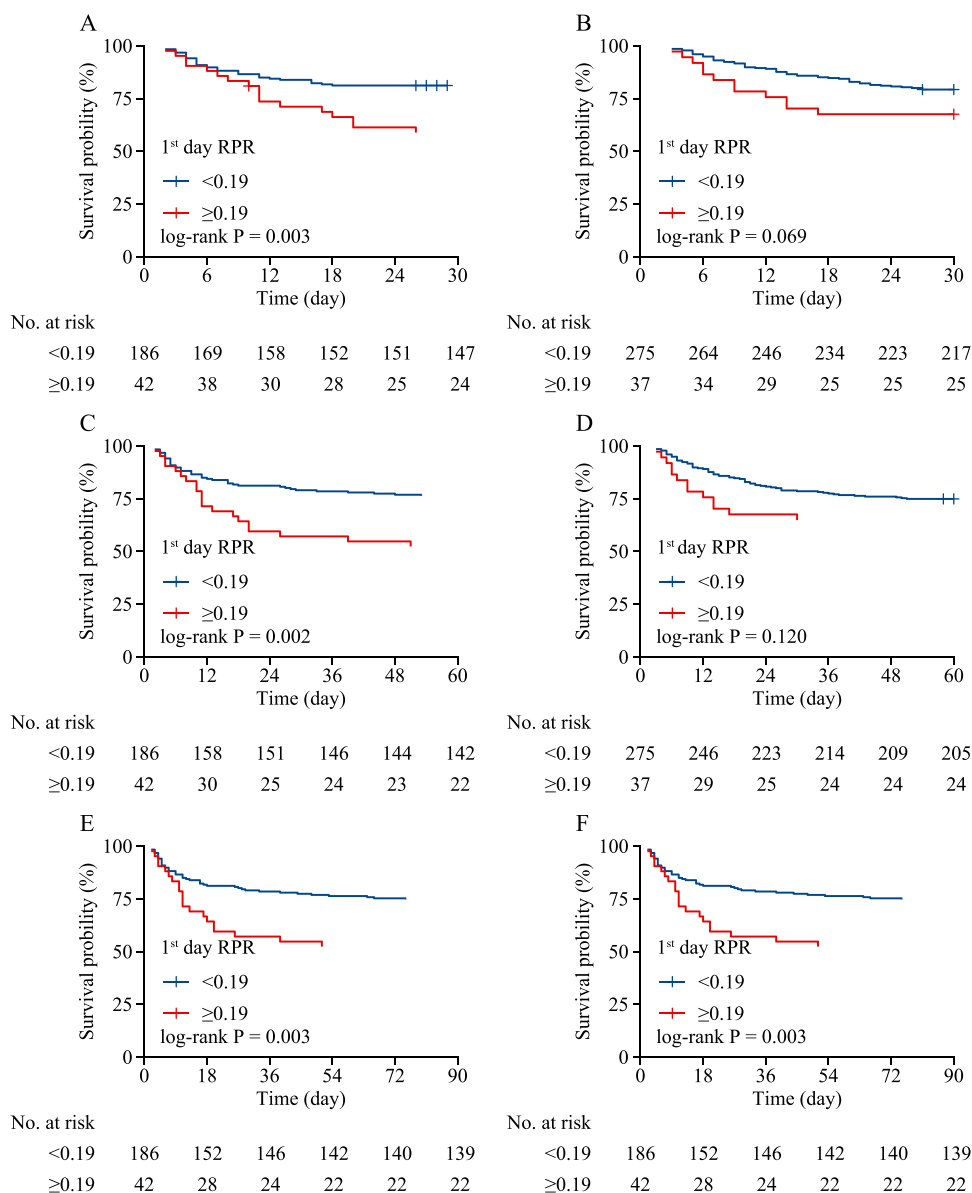 A
Survival probility (%)
100
75
50
25
0
1st day RPR
<0.19
≥0.19
log-rank P = 0.003
0 6 12 18 24 30
Time (day)
No. at risk
<0.19 186 169 158 152 151 147
≥0.19 42 38 30 28 25 24
B
Survival probility (%)
100
75
50
25
0
1st day RPR
<0.19
≥0.19
log-rank P = 0.069
0 6 12 18 24 30
Time (day)
No. at risk
<0.19 275 264 246 234 223 217
≥0.19 37 34 29 25 25 25
C
Survival probility (%)
100
75
50
25
0
1st day RPR
<0.19
≥0.19
log-rank P = 0.002
0 12 24 36 48 60
Time (day)
No. at risk
<0.19 186 158 151 146 144 142
≥0.19 42 30 25 24 23 22
D
Survival probility (%)
100
75
50
25
0
1st day RPR
<0.19
≥0.19
log-rank P = 0.120
0 12 24 36 48 60
Time (day)
No. at risk
<0.19 275 246 223 214 209 205
≥0.19 37 29 25 24 24 24
E
Survival probility (%)
100
75
50
25
0
1st day RPR
<0.19
≥0.19
log-rank P = 0.003
0 18 36 54 72 90
Time (day)
No. at risk
<0.19 186 152 146 142 140 139
≥0.19 42 28 24 22 22 22
F
Survival probility (%)
100
75
50
25
0
1st day RPR
<0.19
≥0.19
log-rank P = 0.003
0 18 36 54 72 90
Time (day)
No. at risk
<0.19 186 152 146 142 140 139
≥0.19 42 28 24 22 22 22